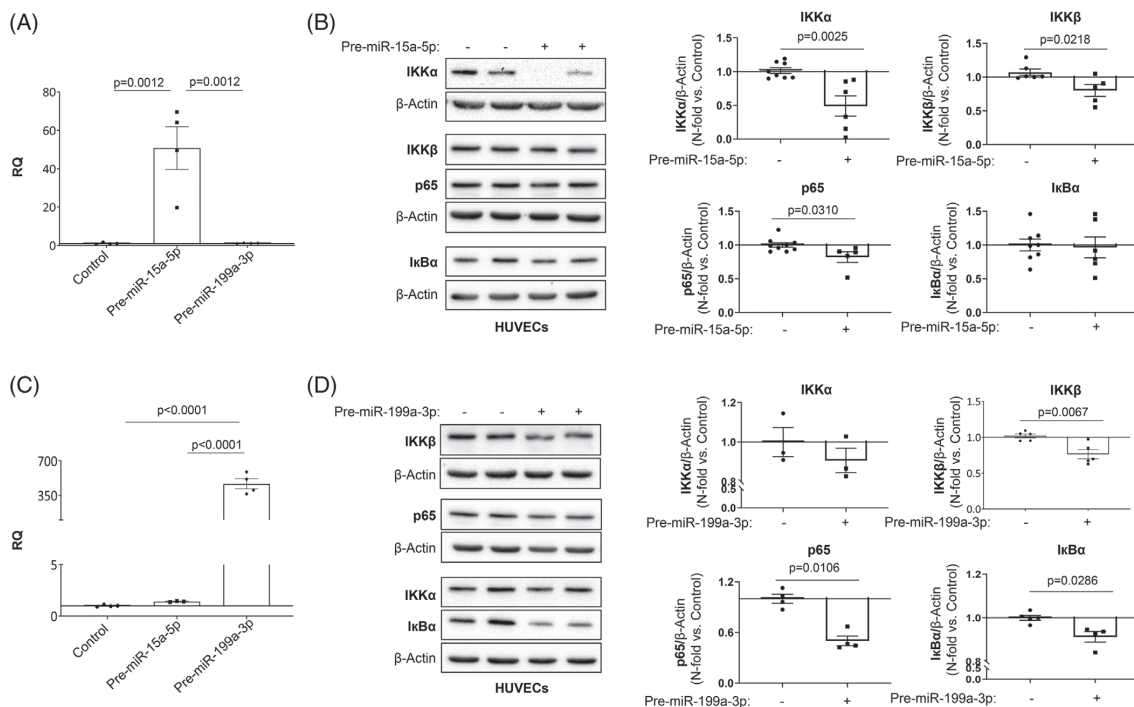 (A)
p=0.0012 p=0.0012
80
60
40
20
0
RQ
Control
Pre-miR-15a-5p
Pre-miR-199a-3p
(B)
Pre-miR-15a-5p: - - + +
IKKα
β-Actin
IKKβ
p65
β-Actin
IκBα
β-Actin
HUVECs
IKKα
p=0.0025
1.5
1.0
0.5
0.0
IKKα/β-Actin
(N-fold vs. Control)
Pre-miR-15a-5p: - +
IKKβ
p=0.0218
1.5
1.0
0.5
0.0
IKKβ/β-Actin
(N-fold vs. Control)
Pre-miR-15a-5p: - +
p65
p=0.0310
1.5
1.0
0.5
0.0
p65/β-Actin
(N-fold vs. Control)
Pre-miR-15a-5p: - +
IκBα
1.5
1.0
0.5
0.0
IκBα/β-Actin
(N-fold vs. Control)
Pre-miR-15a-5p: - +
(C)
p<0.0001
p<0.0001
700
350
5
0
RQ
Control
Pre-miR-15a-5p
Pre-miR-199a-3p
(D)
Pre-miR-199a-3p: - - + +
IKKβ
β-Actin
p65
β-Actin
IKKα
IκBα
β-Actin
HUVECs
IKKα
1.2
1.0
0.8
0.5
0.0
IKKα/β-Actin
(N-fold vs. Control)
Pre-miR-199a-3p: - +
IKKβ
p=0.0067
1.5
1.0
0.5
0.0
IKKβ/β-Actin
(N-fold vs. Control)
Pre-miR-199a-3p: - +
p65
p=0.0106
1.2
0.6
0.0
p65/β-Actin
(N-fold vs. Control)
Pre-miR-199a-3p: - +
IκBα
p=0.0286
1.2
1.0
0.8
0.5
0.0
IκBα/β-Actin
(N-fold vs. Control)
Pre-miR-199a-3p: - +